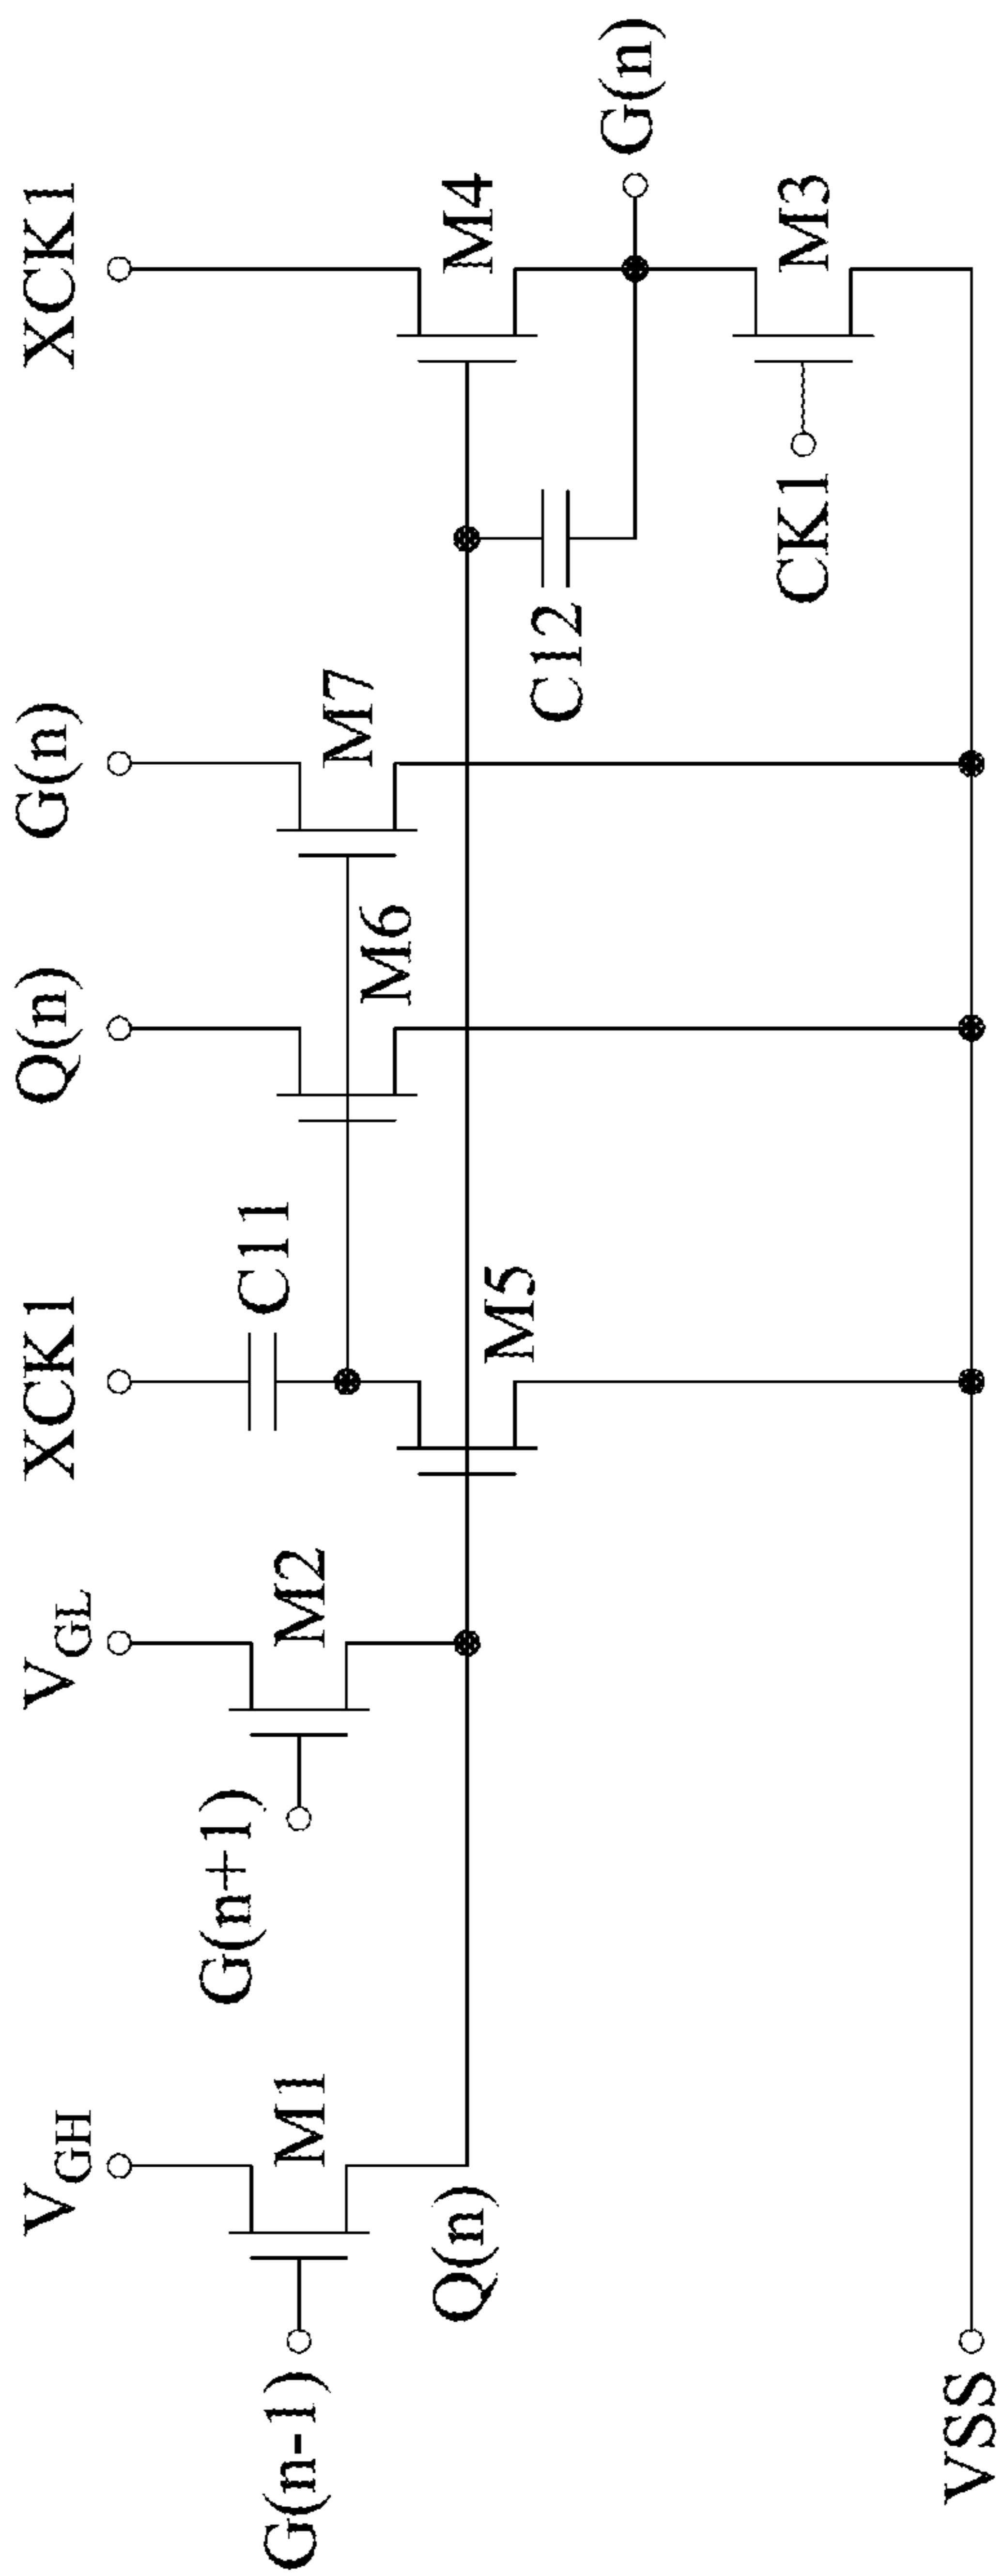 V_GH
V_GL
XCK1
Q(n)
G(n)
XCK1
C11
G(n-1)
M1
G(n+1)
M2
M6
M7
M4
Q(n)
M5
C12
G(n)
CK1
M3
VSS